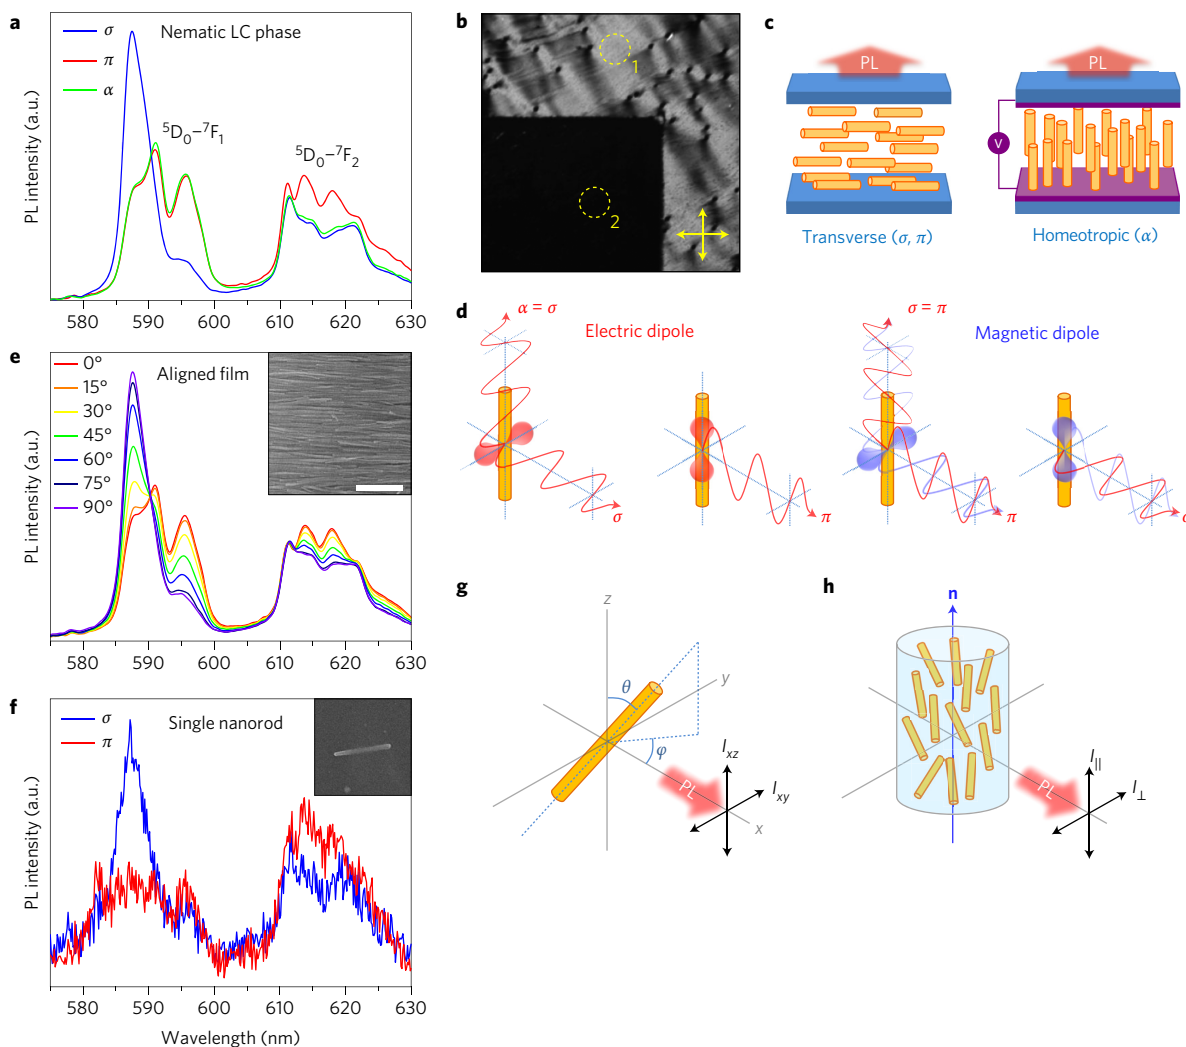 a
σ
π
α
Nematic LC phase
⁵D₀–⁷F₁
⁵D₀–⁷F₂
PL intensity (a.u.)
580 590 600 610 620 630
b
1
2
c
PL
PL
V
Transverse (σ, π)
Homeotropic (α)
d
α = σ
Electric dipole
σ
π
σ = π
Magnetic dipole
π
e
0°
15°
30°
45°
60°
75°
90°
Aligned film
PL intensity (a.u.)
580 590 600 610 620 630
f
σ
π
Single nanorod
PL intensity (a.u.)
580 590 600 610 620 630
Wavelength (nm)
g
z
y
x
θ
φ
PL
Ixz
Ixy
h
n
PL
I||
I⊥